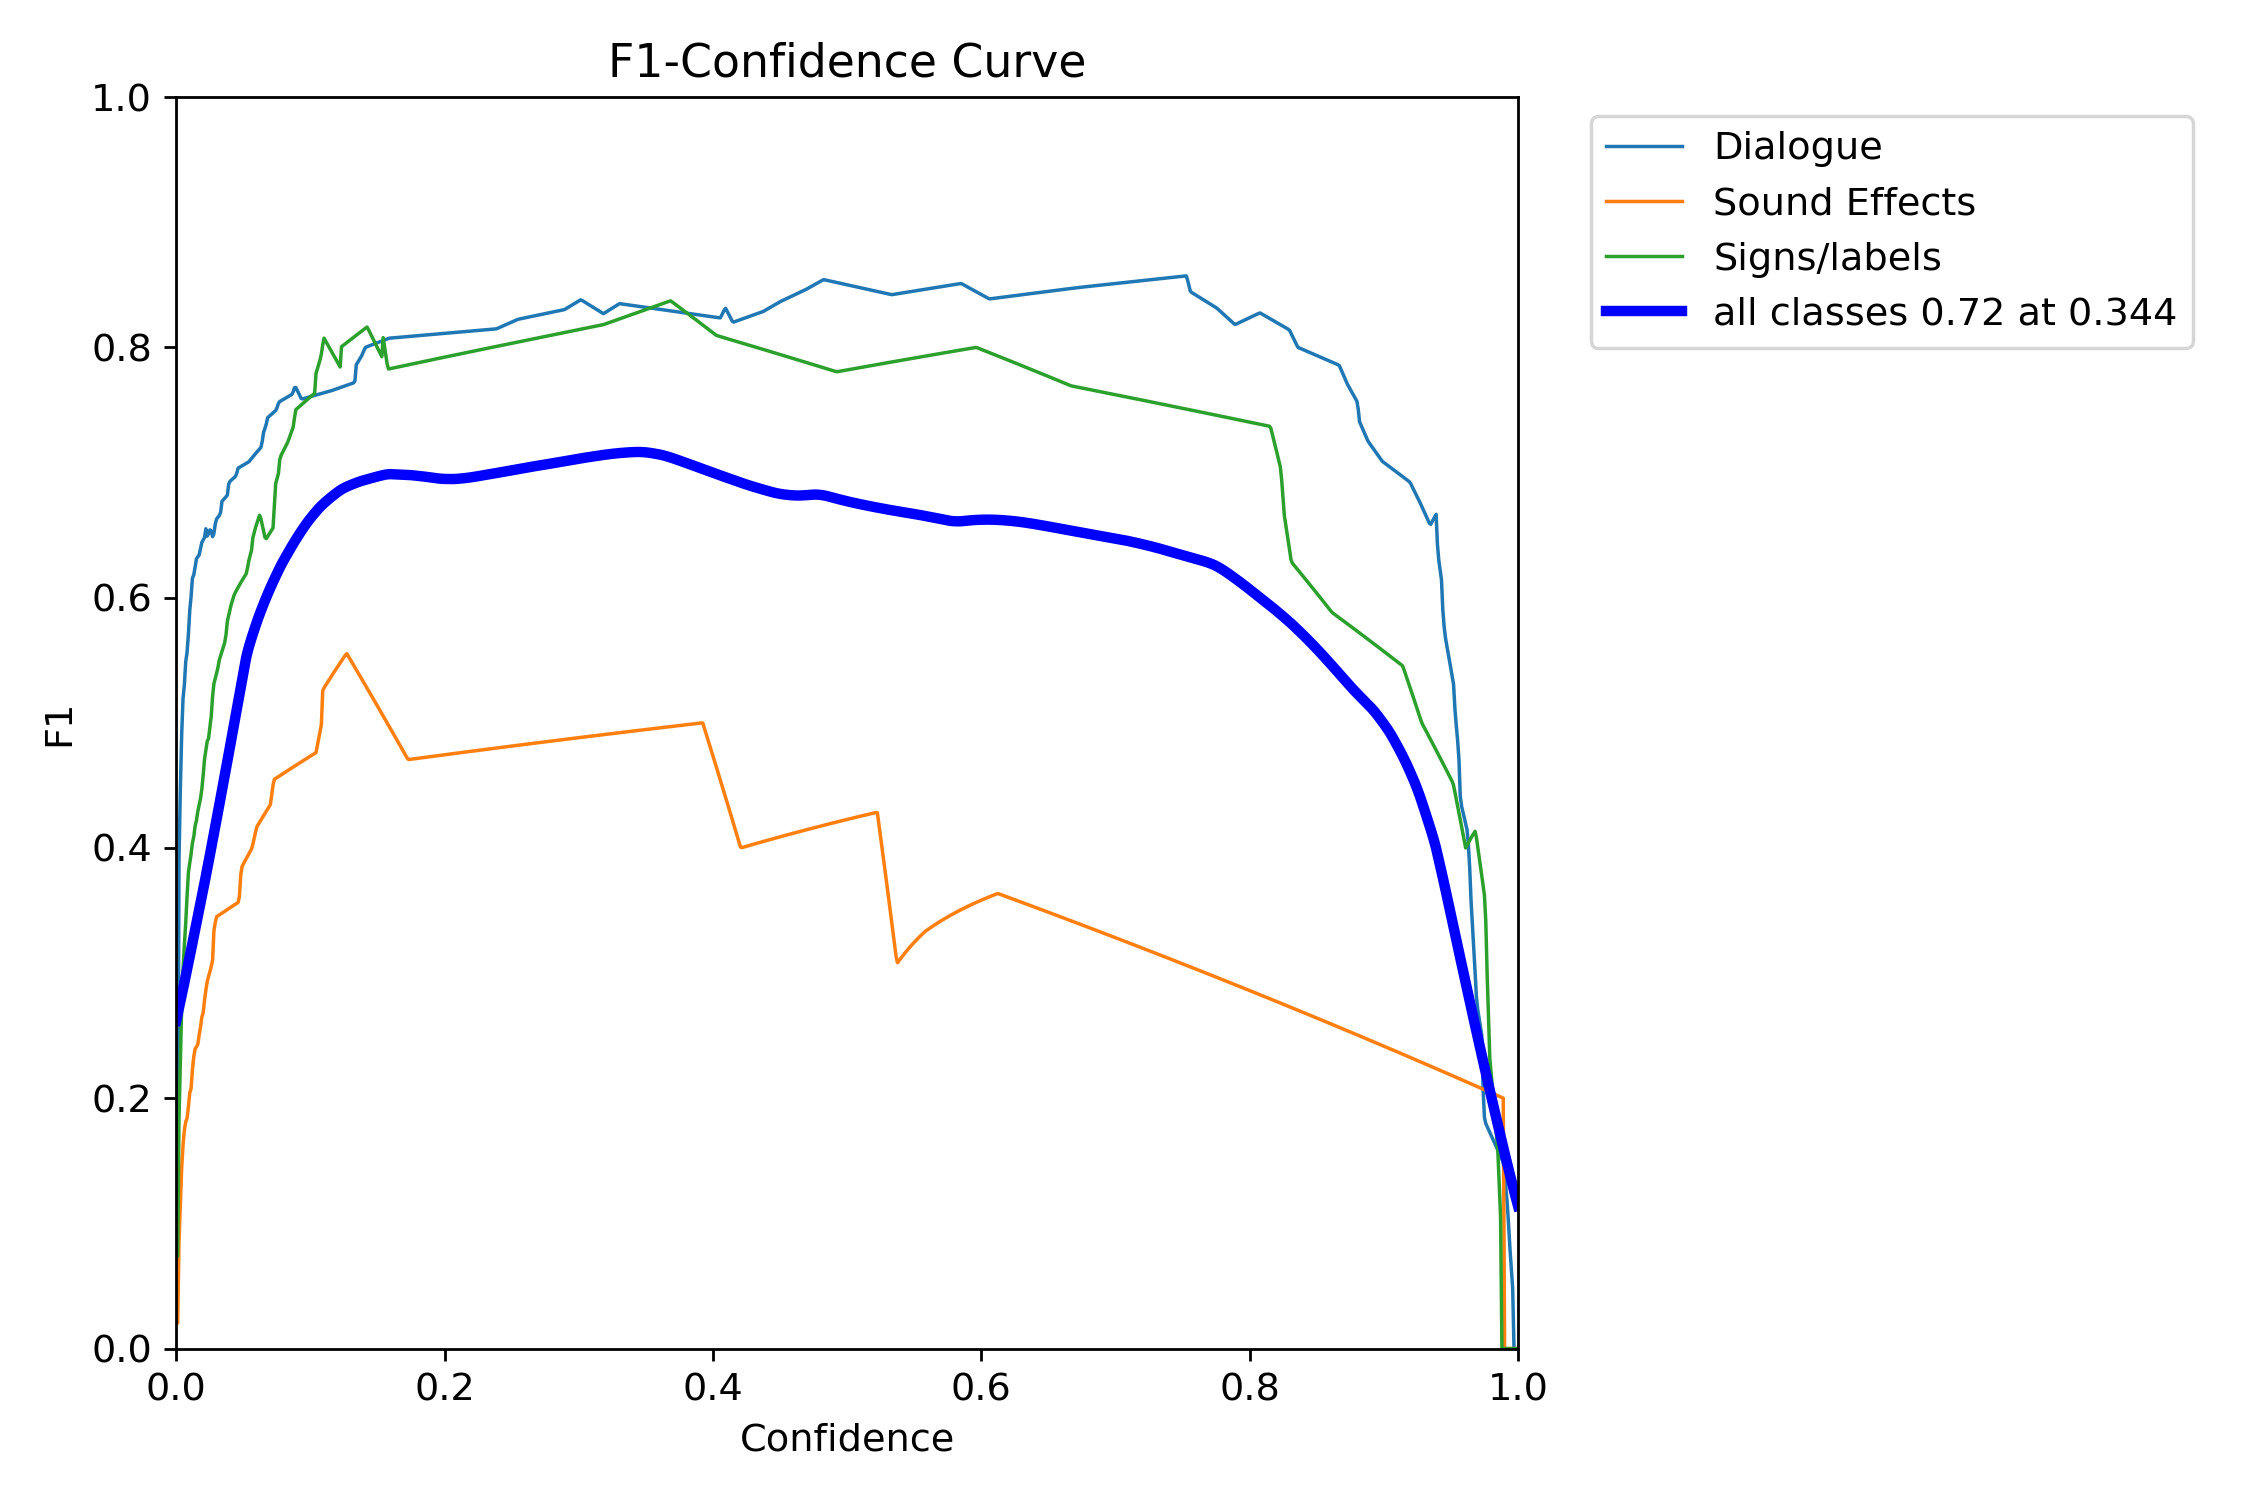 F1-Confidence Curve
1.0
0.8
0.6
0.4
0.2
0.0
F1
0.0 0.2 0.4 0.6 0.8 1.0
Confidence
Dialogue
Sound Effects
Signs/labels
all classes 0.72 at 0.344